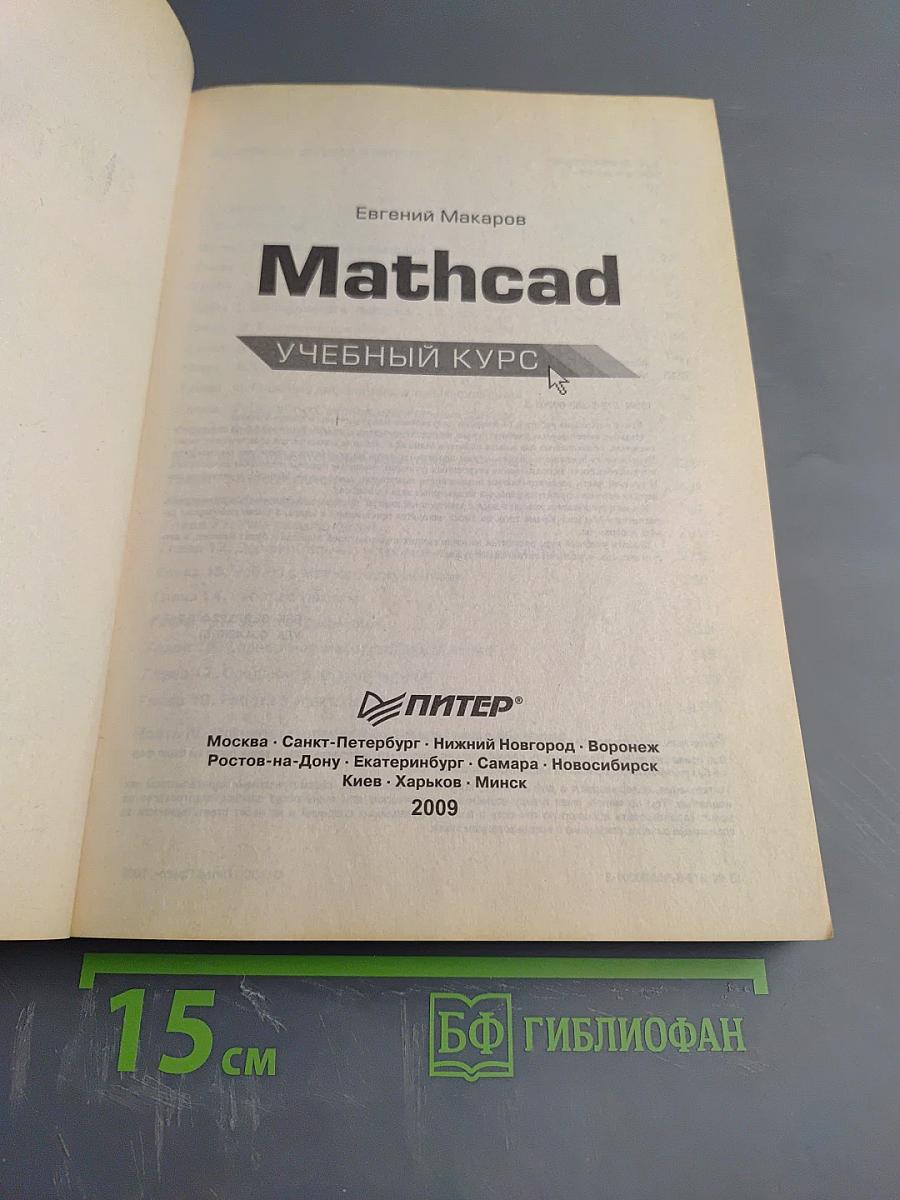 Евгений Макаров
Mathcad
УЧЕБНЫЙ КУРС
ПИТЕР®
Москва · Санкт-Петербург · Нижний Новгород · Воронеж
Ростов-на-Дону · Екатеринбург · Самара · Новосибирск
Киев · Харьков · Минск
2009
15 см
БФ ГИБЛИОФАН